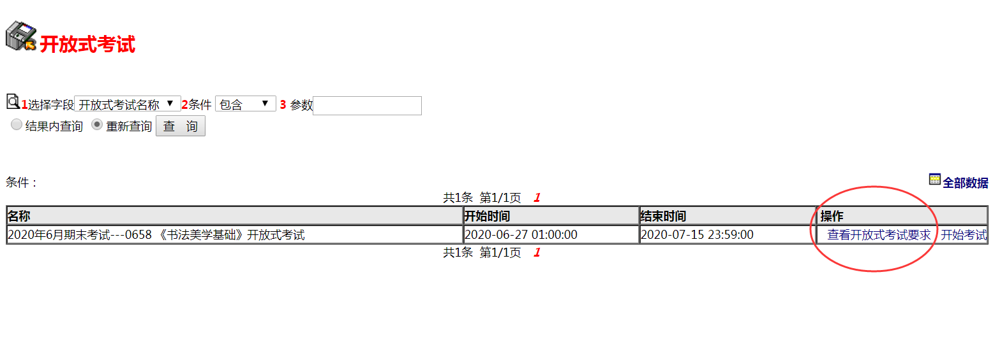 开放式考试
1选择字段 开放式考试名称 ▼ 2条件 包含 ▼ 3 参数
结果内查询 重新查询 查 询
条件：
全部数据
共1条 第1/1页 1
名称 开始时间 结束时间 操作
2020年6月期末考试---0658 《书法美学基础》开放式考试 2020-06-27 01:00:00 2020-07-15 23:59:00 查看开放式考试要求 开始考试
共1条 第1/1页 1